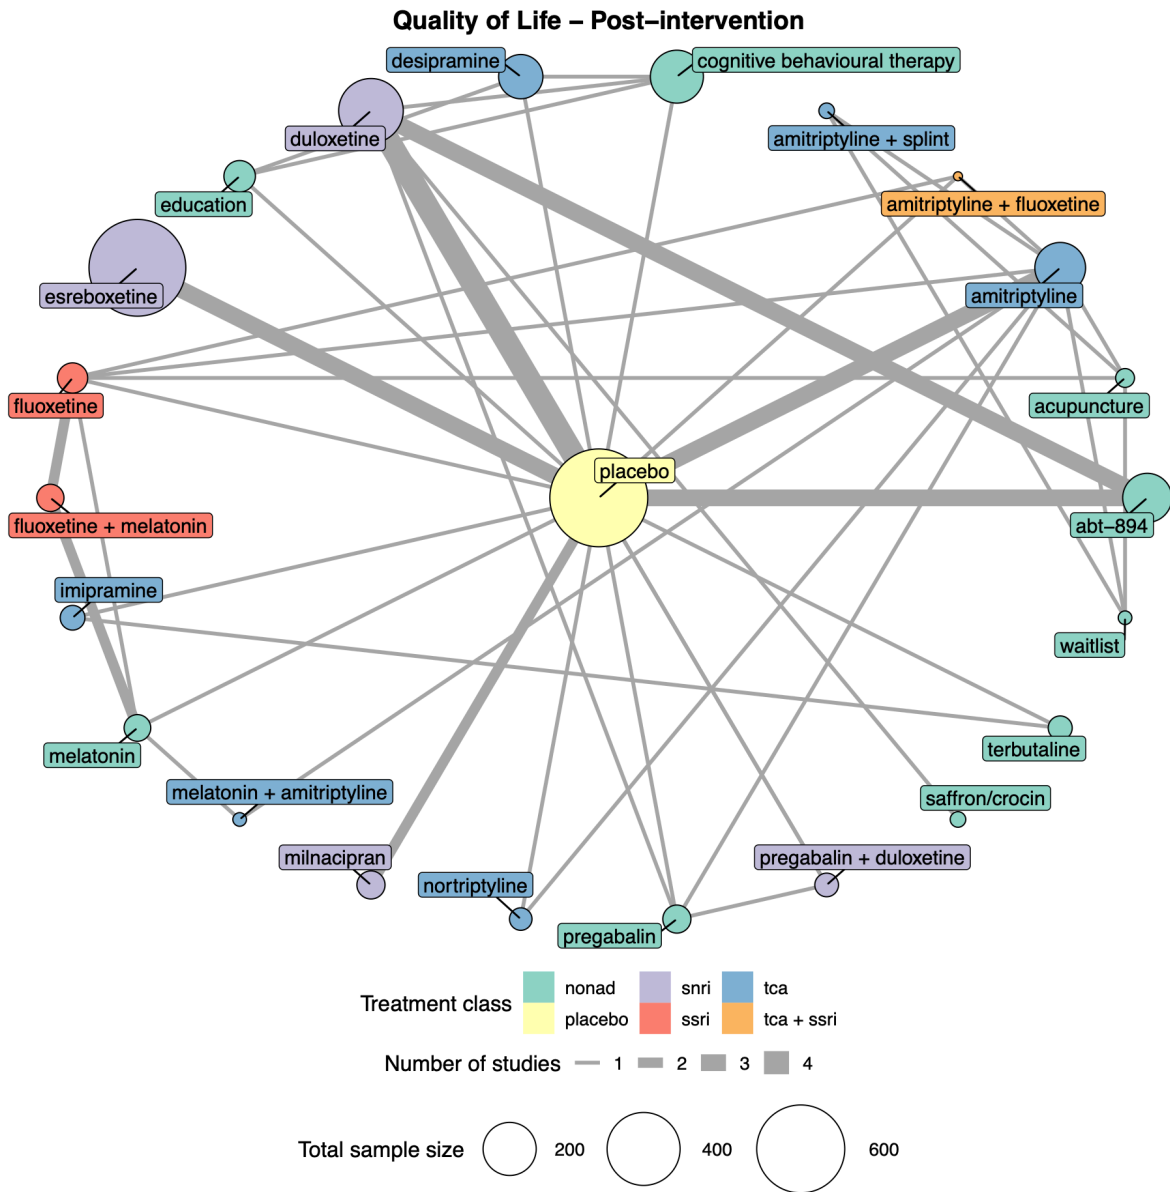 Quality of Life – Post–intervention
desipramine
cognitive behavioural therapy
duloxetine
amitriptyline + splint
education
amitriptyline + fluoxetine
esreboxetine
amitriptyline
fluoxetine
acupuncture
placebo
fluoxetine + melatonin
abt–894
imipramine
waitlist
melatonin
terbutaline
melatonin + amitriptyline
saffron/crocin
milnacipran
pregabalin + duloxetine
nortriptyline
pregabalin
Treatment class
nonad
snri
tca
placebo
ssri
tca + ssri
Number of studies
1
2
3
4
Total sample size
200
400
600